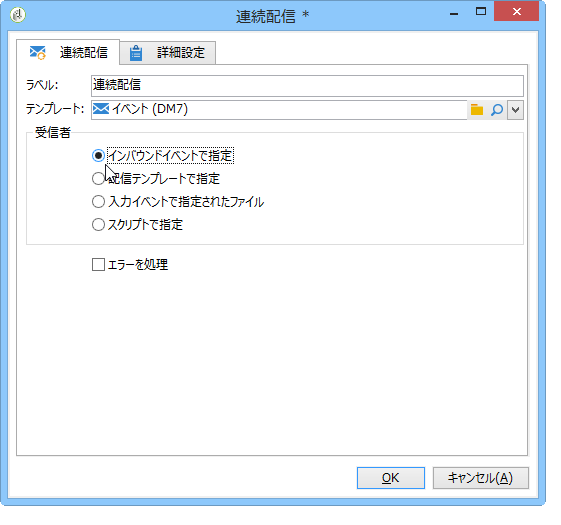 連続配信 *
連続配信 詳細設定
ラベル: 連続配信
テンプレート: イベント (DM7)
受信者
インバウンドイベントで指定
配信テンプレートで指定
入力イベントで指定されたファイル
スクリプトで指定
エラーを処理
OK キャンセル(A)